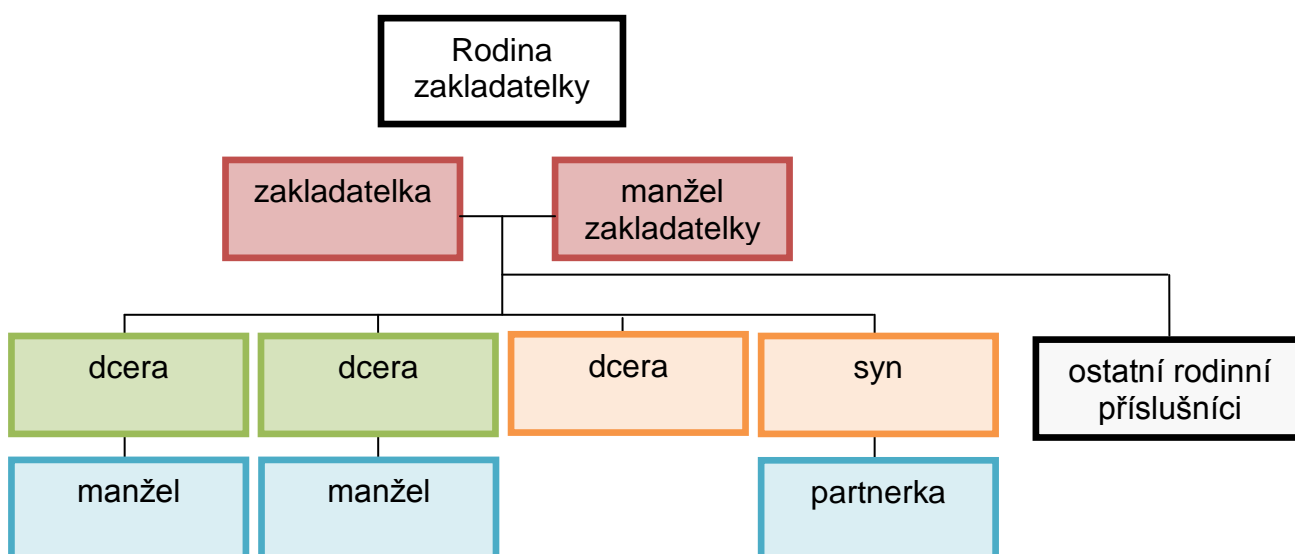 Rodina
zakladatelky
zakladatelka
manžel
zakladatelky
dcera
dcera
dcera
syn
ostatní rodinní
příslušníci
manžel
manžel
partnerka